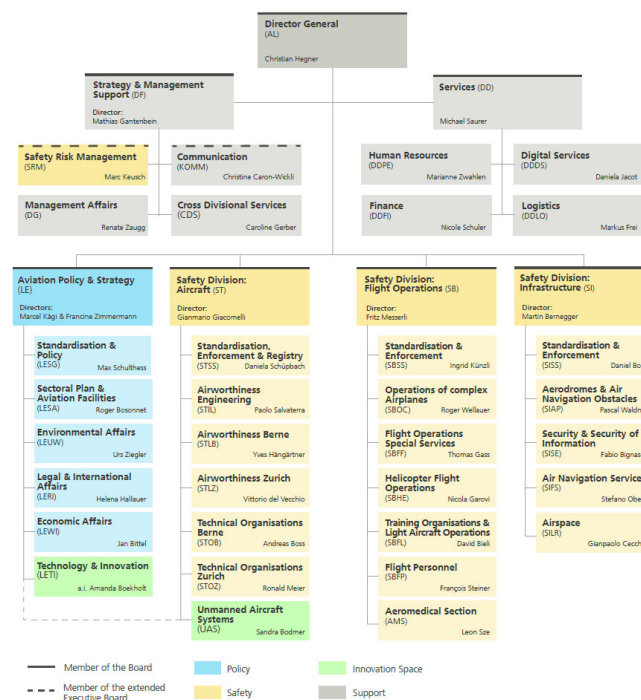 Director General
(AL)
Christian Hegner
Strategy & Management
Support (DF)
Director:
Mathias Gantenbein
Services (DD)
Michael Saurer
Safety Risk Management
(SRM)
Marc Keusch
Communication
(KOMM)
Christine Caron-Wickli
Human Resources
(DDPE)
Marianne Zwahlen
Digital Services
(DDDS)
Daniela Jacot
Management Affairs
(DG)
Renate Zaugg
Cross Divisional Services
(CDS)
Caroline Gerber
Finance
(DDFI)
Nicole Schuler
Logistics
(DDLO)
Markus Frei
Aviation Policy & Strategy
(LE)
Directors:
Marcel Kägi & Francine Zimmermann
Standardisation &
Policy
(LESG)
Max Schulthess
Sectoral Plan &
Aviation Facilities
(LESA)
Roger Bosonnet
Environmental Affairs
(LEUW)
Urs Ziegler
Legal & International
Affairs
(LERI)
Helena Hallauer
Economic Affairs
(LEWI)
Jan Bittel
Technology & Innovation
(LETI)
a.i. Amanda Boekholt
Safety Division:
Aircraft (ST)
Director:
Gianmario Giacomelli
Standardisation,
Enforcement & Registry
(STSS)
Daniela Schüpbach
Airworthiness
Engineering
(STIL)
Paolo Salvaterra
Airworthiness Berne
(STLB)
Yves Hängärtner
Airworthiness Zurich
(STLZ)
Vittorio del Vecchio
Technical Organisations
Berne
(STOB)
Andreas Boss
Technical Organisations
Zurich
(STOZ)
Ronald Meier
Unmanned Aircraft
Systems
(UAS)
Sandra Bodmer
Safety Division:
Flight Operations (SB)
Director:
Fritz Messerli
Standardisation &
Enforcement
(SBSS)
Ingrid Künzli
Operations of complex
Airplanes
(SBOC)
Roger Wellauer
Flight Operations
Special Services
(SBFF)
Thomas Gass
Helicopter Flight
Operations
(SBHE)
Nicola Garovi
Training Organisations &
Light Aircraft Operations
(SBFL)
David Bieli
Flight Personnel
(SBFP)
François Steiner
Aeromedical Section
(AMS)
Leon Sze
Safety Division:
Infrastructure (SI)
Director:
Martin Bernegger
Standardisation &
Enforcement
(SISS)
Daniel Bo
Aerodromes & Air
Navigation Obstacles
(SIAP)
Pascal Waldn
Security & Security of
Information
(SISE)
Fabio Bignas
Air Navigation Service
(SIFS)
Stefano Obe
Airspace
(SILR)
Gianpaolo Cecch
Member of the Board
Policy
Innovation Space
Member of the extended
Executive Board
Safety
Support